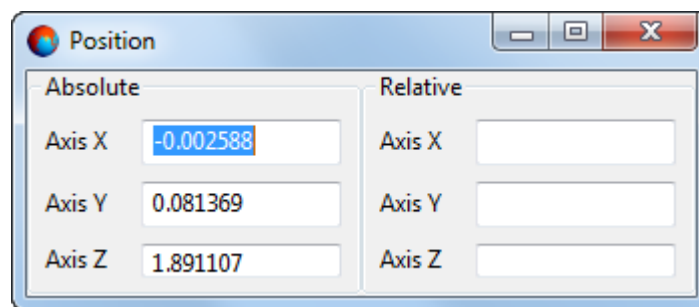 Position
Absolute Relative
Axis X -0.002588 Axis X
Axis Y 0.081369 Axis Y
Axis Z 1.891107 Axis Z